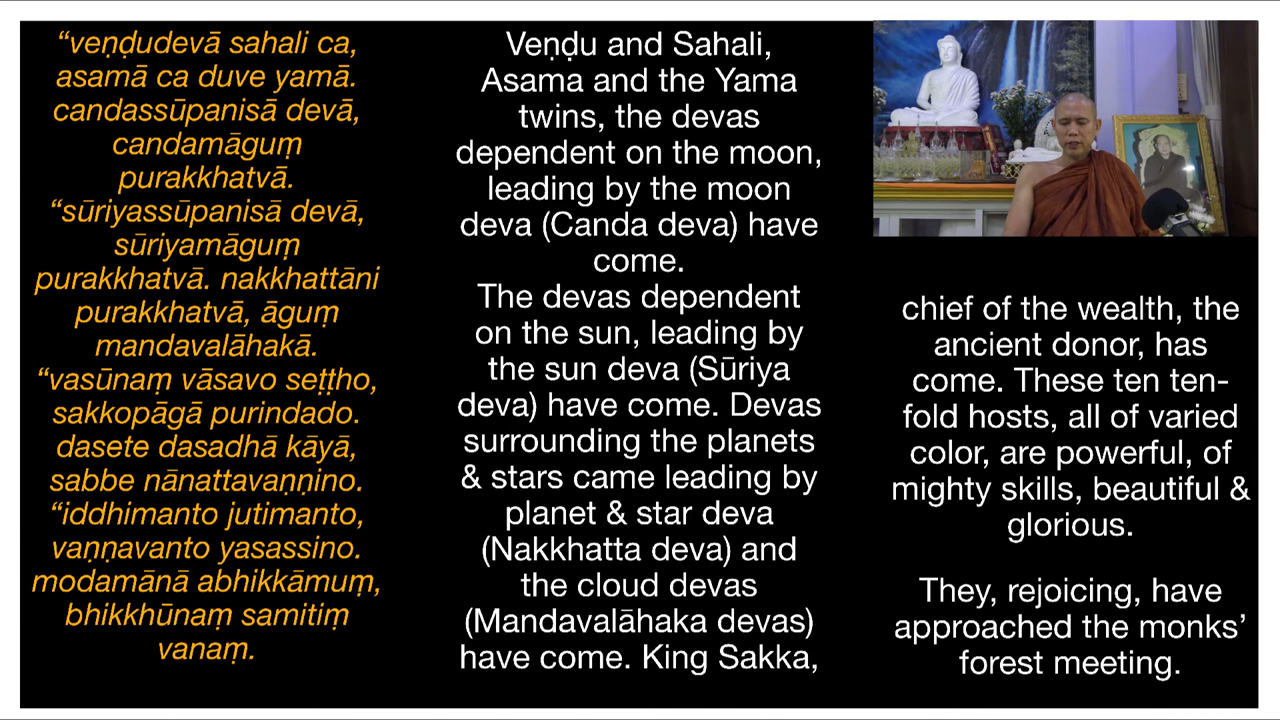 “veṇḍudevā sahali ca,
asamā ca duve yamā.
candassūpanisā devā,
candamāguṃ
purakkhatvā.
“sūriyassūpanisā devā,
sūriyamāguṃ
purakkhatvā. nakkhattāni
purakkhatvā, āguṃ
mandavalāhakā.
“vasūnaṃ vāsavo seṭṭho,
sakkopāgā purindado.
dasete dasadhā kāyā,
sabbe nānattavaṇṇino.
“iddhimanto jutimanto,
vaṇṇavanto yasassino.
modamānā abhikkāmuṃ,
bhikkhūnaṃ samitiṃ
vanaṃ.
Veṇḍu and Sahali,
Asama and the Yama
twins, the devas
dependent on the moon,
leading by the moon
deva (Canda deva) have
come.
The devas dependent
on the sun, leading by
the sun deva (Sūriya
deva) have come. Devas
surrounding the planets
& stars came leading by
planet & star deva
(Nakkhatta deva) and
the cloud devas
(Mandavalāhaka devas)
have come. King Sakka,
chief of the wealth, the
ancient donor, has
come. These ten ten-
fold hosts, all of varied
color, are powerful, of
mighty skills, beautiful &
glorious.
They, rejoicing, have
approached the monks’
forest meeting.